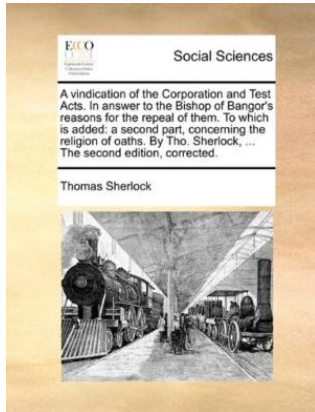 ECCO
Social Sciences
A vindication of the Corporation and Test
Acts. In answer to the Bishop of Bangor's
reasons for the repeal of them. To which
is added: a second part, concerning the
religion of oaths. By Tho. Sherlock, ...
The second edition, corrected.
Thomas Sherlock